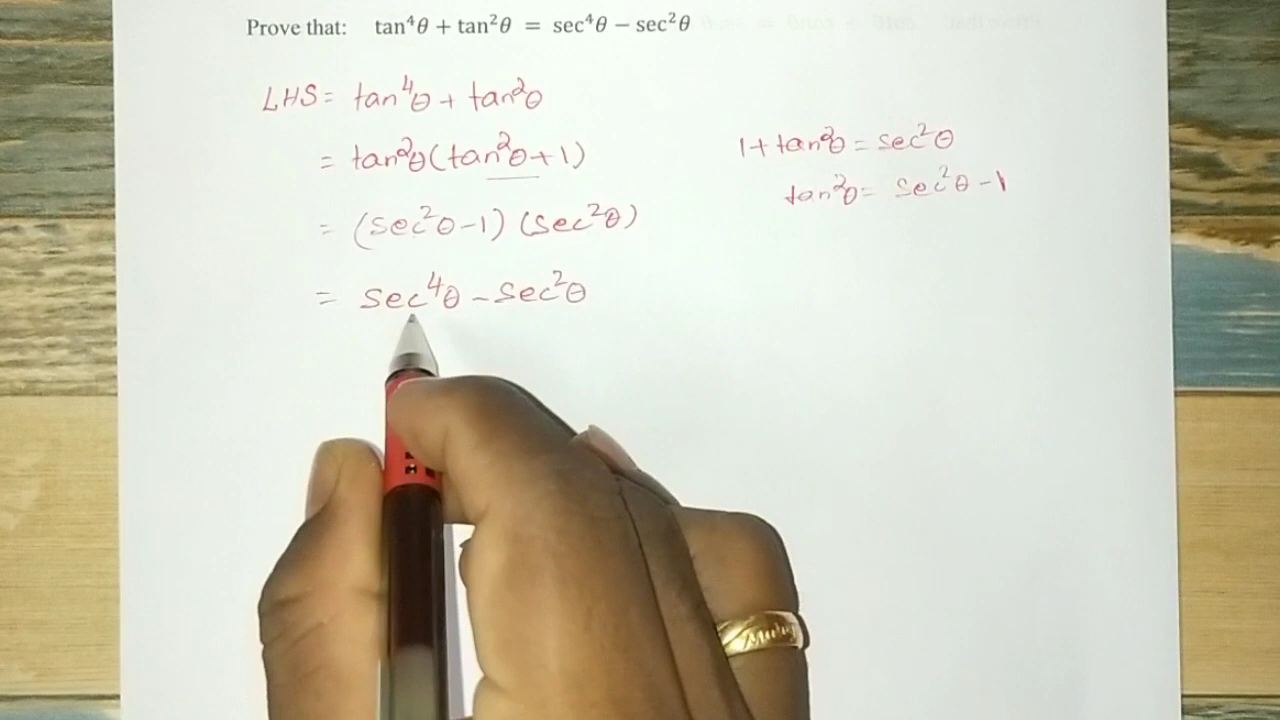 Prove that: tan⁴θ + tan²θ = sec⁴θ − sec²θ
LHS = tan⁴θ + tan²θ
= tan²θ(tan²θ+1)
1 + tan²θ = sec²θ
tan²θ = sec²θ −1
= (sec²θ−1) (sec²θ)
= sec⁴θ − sec²θ